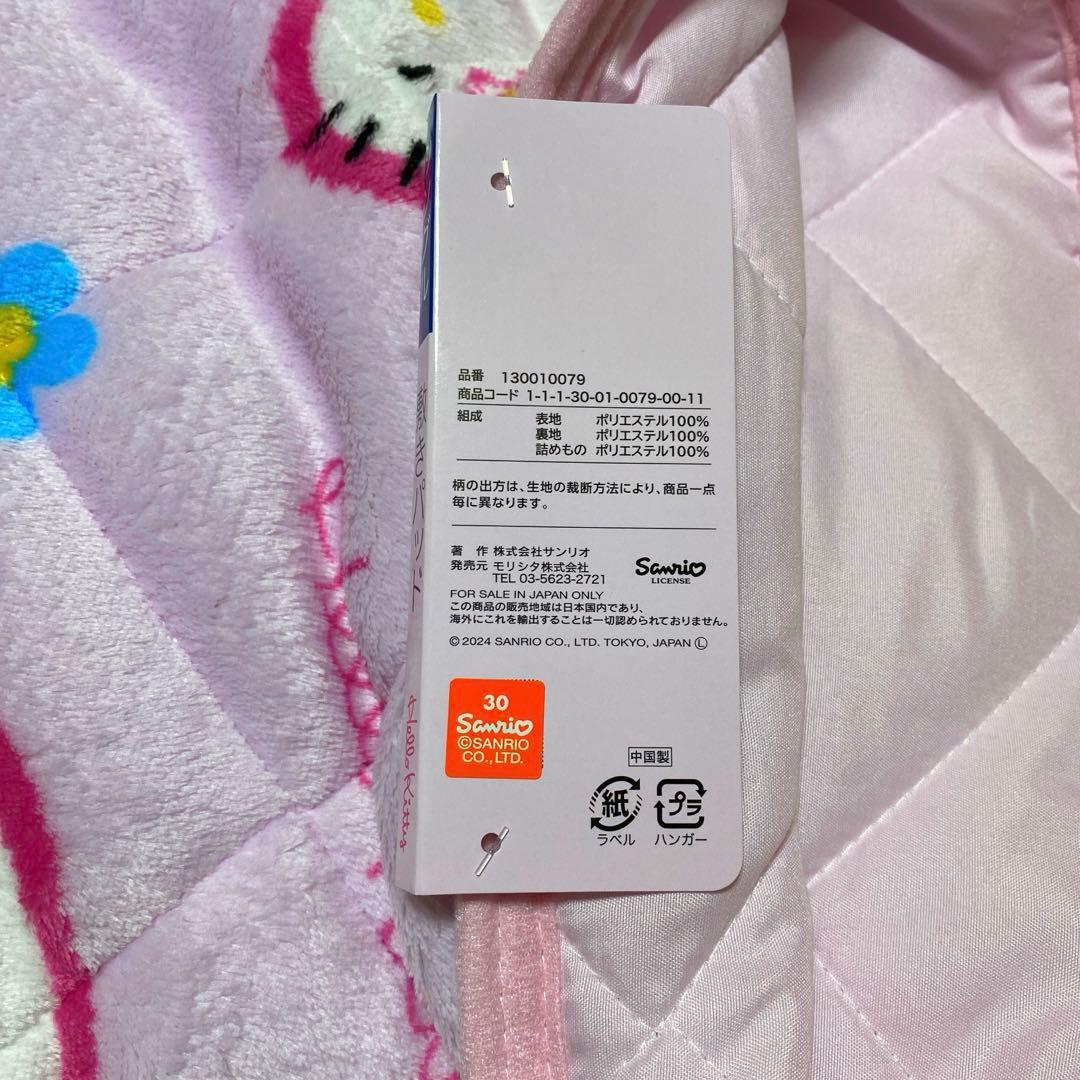 品番 130010079
商品コード 1-1-1-30-01-0079-00-11
組成 表地 ポリエステル100%
裏地 ポリエステル100%
詰めもの ポリエステル100%
柄の出方は、生地の裁断方法により、商品一点
毎に異なります。
著 作 株式会社サンリオ
発売元 モリシタ株式会社
TEL 03-5623-2721
Sanrio
LICENSE
FOR SALE IN JAPAN ONLY
この商品の販売地域は日本国内であり、
海外にこれを輸出することは一切認められておりません。
©2024 SANRIO CO., LTD. TOKYO, JAPAN Ⓛ
30
Sanrio
©SANRIO
CO., LTD.
中国製
紙
ラベル
プラ
ハンガー
敷パッド
Hello Kitty